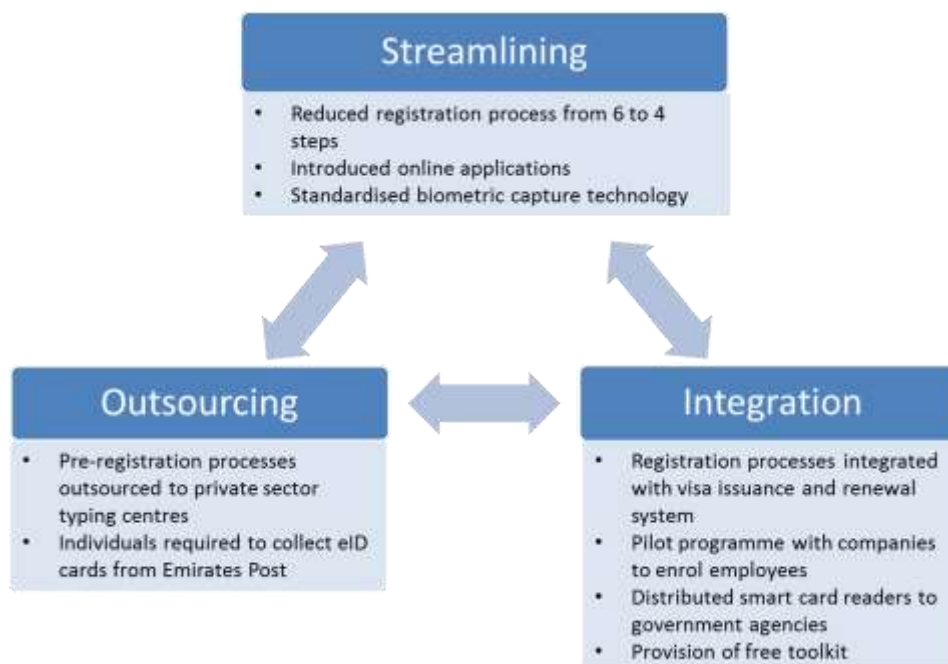 Streamlining
• Reduced registration process from 6 to 4
steps
• Introduced online applications
• Standardised biometric capture technology
Outsourcing
• Pre-registration processes
outsourced to private sector
typing centres
• Individuals required to collect eID
cards from Emirates Post
Integration
• Registration processes integrated
with visa issuance and renewal
system
• Pilot programme with companies
to enrol employees
• Distributed smart card readers to
government agencies
• Provision of free toolkit